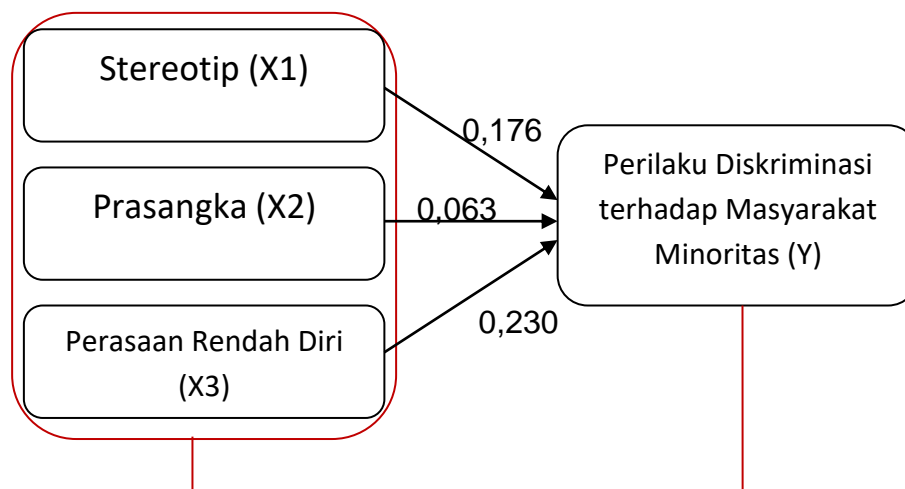 Stereotip (X1)
0,176
Prasangka (X2)
0,063
Perilaku Diskriminasi
terhadap Masyarakat
Minoritas (Y)
Perasaan Rendah Diri
(X3)
0,230